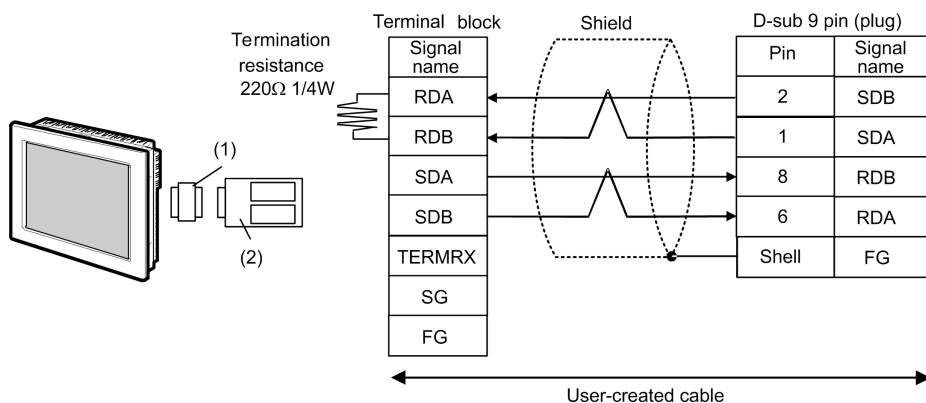 Terminal block
Shield
D-sub 9 pin (plug)
Termination
resistance
220Ω 1/4W
Signal
name
Pin
Signal
name
RDA
2
SDB
RDB
1
SDA
(1)
SDA
8
RDB
SDB
6
RDA
(2)
TERMRX
Shell
FG
SG
FG
User-created cable